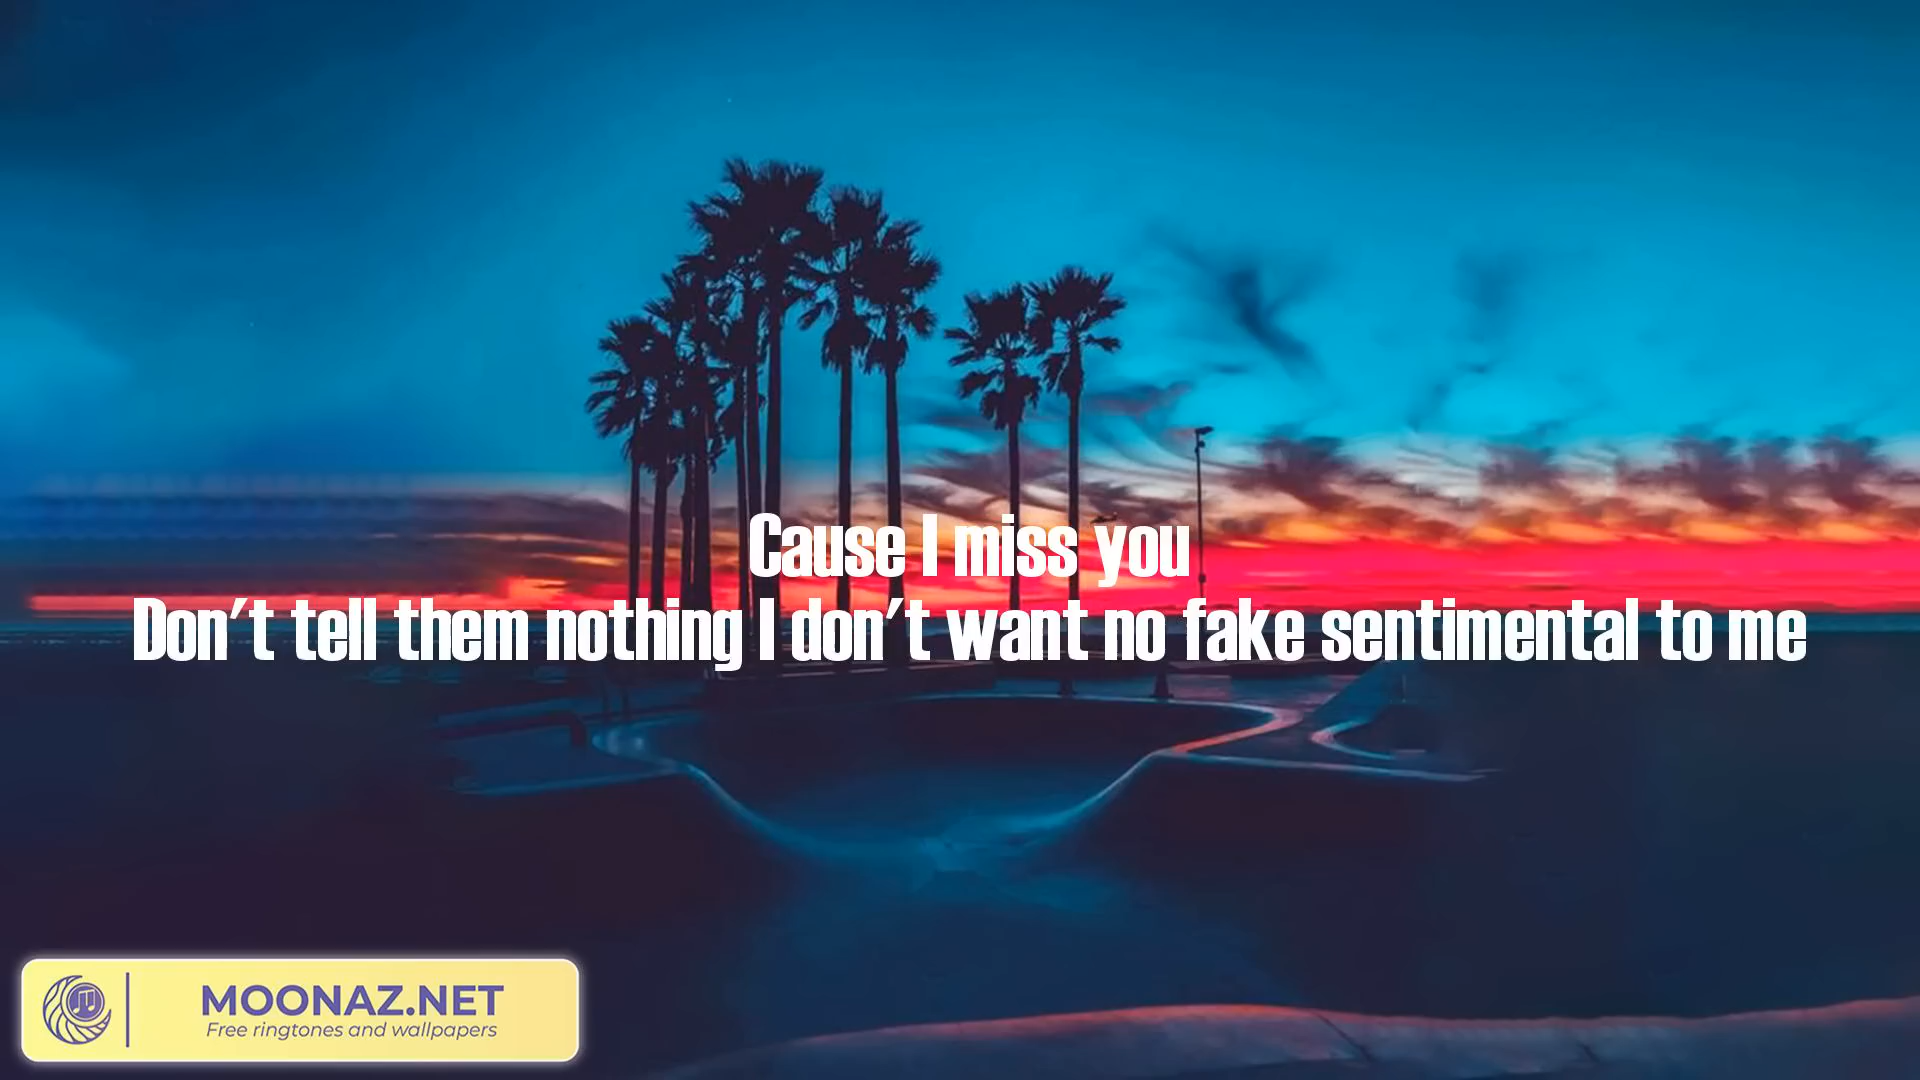 Cause I miss you
Don't tell them nothing I don't want no fake sentimental to me
MOONAZ.NET
Free ringtones and wallpapers